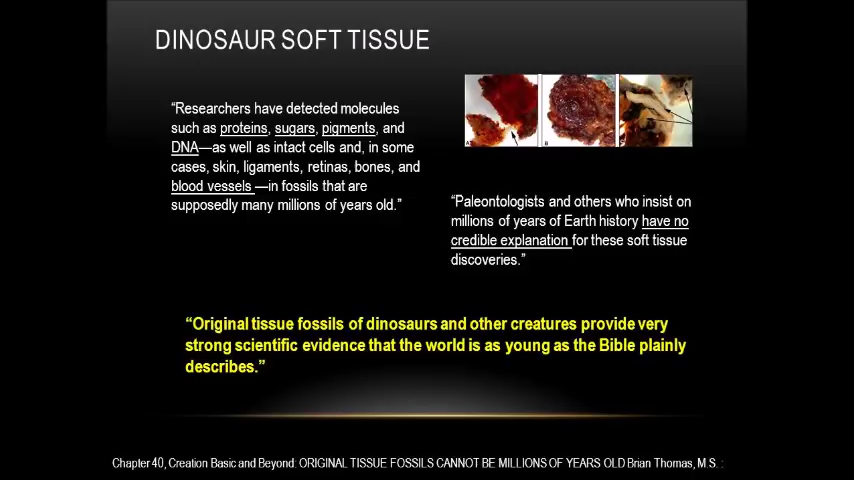 DINOSAUR SOFT TISSUE
“Researchers have detected molecules
such as proteins, sugars, pigments, and
DNA—as well as intact cells and, in some
cases, skin, ligaments, retinas, bones, and
blood vessels —in fossils that are
supposedly many millions of years old.”
“Paleontologists and others who insist on
millions of years of Earth history have no
credible explanation for these soft tissue
discoveries.”
“Original tissue fossils of dinosaurs and other creatures provide very
strong scientific evidence that the world is as young as the Bible plainly
describes.”
Chapter 40, Creation Basic and Beyond: ORIGINAL TISSUE FOSSILS CANNOT BE MILLIONS OF YEARS OLD Brian Thomas, M.S. :